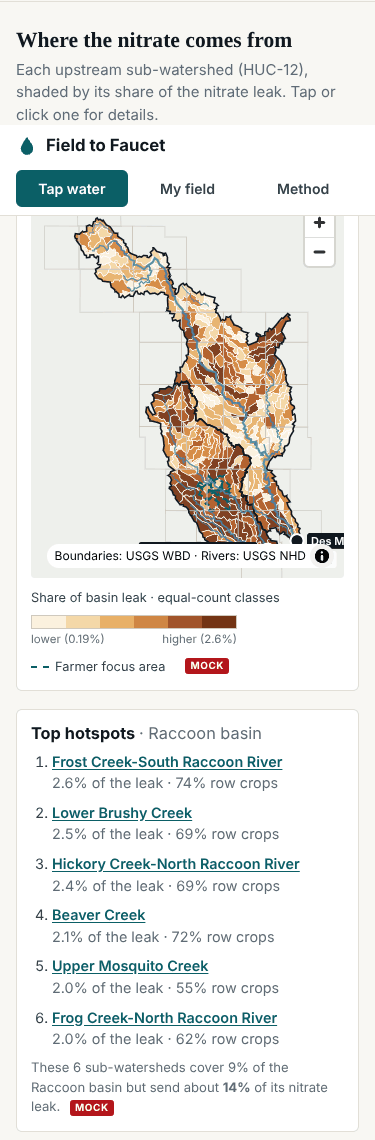 Where the nitrate comes from
Each upstream sub-watershed (HUC-12),
shaded by its share of the nitrate leak. Tap or
click one for details.
Field to Faucet
Tap water
My field
Method
+
−
Des M
Boundaries: USGS WBD · Rivers: USGS NHD
Share of basin leak · equal-count classes
lower (0.19%)
higher (2.6%)
Farmer focus area
MOCK
Top hotspots · Raccoon basin
1. Frost Creek-South Raccoon River
2.6% of the leak · 74% row crops
2. Lower Brushy Creek
2.5% of the leak · 69% row crops
3. Hickory Creek-North Raccoon River
2.4% of the leak · 69% row crops
4. Beaver Creek
2.1% of the leak · 72% row crops
5. Upper Mosquito Creek
2.0% of the leak · 55% row crops
6. Frog Creek-North Raccoon River
2.0% of the leak · 62% row crops
These 6 sub-watersheds cover 9% of the
Raccoon basin but send about 14% of its nitrate
leak. MOCK